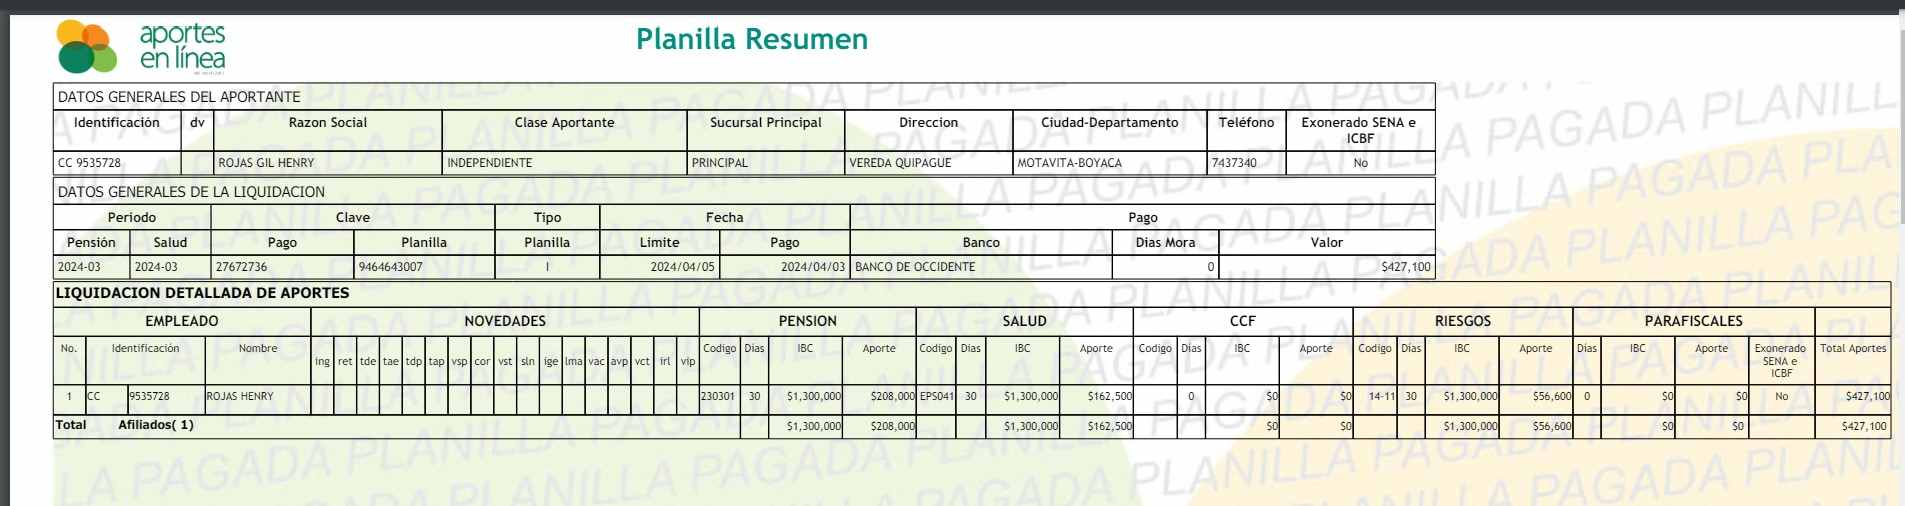 aportes
en línea
Planilla Resumen
DATOS GENERALES DEL APORTANTE
Identificación dv Razon Social Clase Aportante Sucursal Principal Direccion Ciudad-Departamento Teléfono Exonerado SENA e ICBF
CC 9535728 ROJAS GIL HENRY INDEPENDIENTE PRINCIPAL VEREDA QUIPAGUE MOTAVITA-BOYACA 7437340 No
DATOS GENERALES DE LA LIQUIDACION
Periodo Clave Tipo Fecha Pago
Pensión Salud Pago Planilla Planilla Limite Pago Banco Dias Mora Valor
2024-03 2024-03 27672736 9464643007 I 2024/04/05 2024/04/03 BANCO DE OCCIDENTE 0 $427,100
LIQUIDACION DETALLADA DE APORTES
EMPLEADO NOVEDADES PENSION SALUD CCF RIESGOS PARAFISCALES
No. Identificación Nombre ing ret tde tae tdp tap vsp cor vst sln ige lma vac avp vct irl vip Codigo Dias IBC Aporte Codigo Dias IBC Aporte Codigo Dias IBC Aporte Codigo Dias IBC Aporte Dias IBC Aporte Exonerado SENA e ICBF Total Aportes
1 CC 9535728 ROJAS HENRY 230301 30 $1,300,000 $208,000 EPS041 30 $1,300,000 $162,500 0 $0 $0 14-11 30 $1,300,000 $56,600 0 $0 $0 No $427,100
Total Afiliados( 1) $1,300,000 $208,000 $1,300,000 $162,500 $0 $0 $1,300,000 $56,600 $0 $0 $427,100
PLANILLA PAGADA